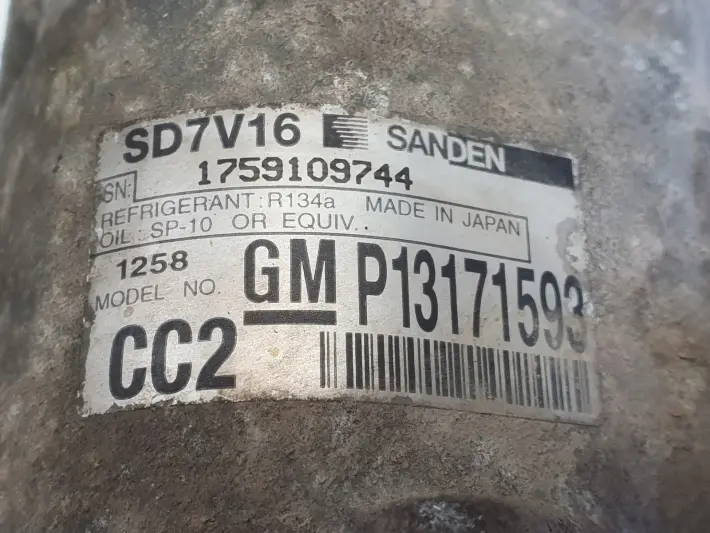 SD7V16 SANDEN
SN: 1759109744
REFRIGERANT: R134a MADE IN JAPAN
OIL: SP-10 OR EQUIV.
1258 GM P13171593
MODEL NO.
CC2